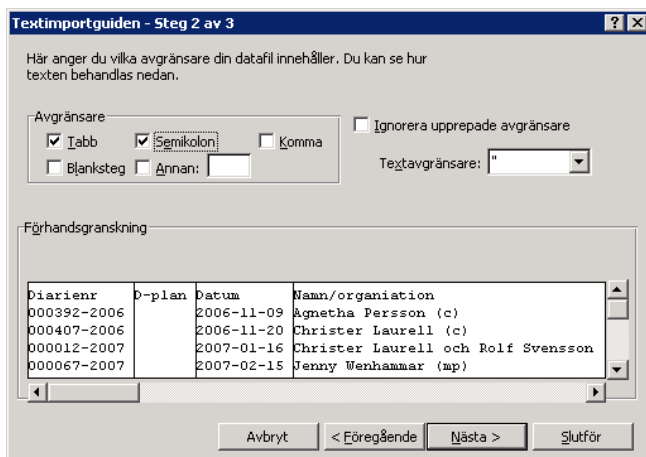 Textimportguiden - Steg 2 av 3
Här anger du vilka avgränsare din datafil innehåller. Du kan se hur
texten behandlas nedan.
Avgränsare
Tabb Semikolon Komma
Blanksteg Annan:
Ignorera upprepade avgränsare
Textavgränsare: "
Förhandsgranskning
Diarienr D-plan Datum Namn/organiation
000392-2006 2006-11-09 Agnetha Persson (c)
000407-2006 2006-11-20 Christer Laurell (c)
000012-2007 2007-01-16 Christer Laurell och Rolf Svensson
000067-2007 2007-02-15 Jenny Wenhammar (mp)
Avbryt < Föregående Nästa > Slutför